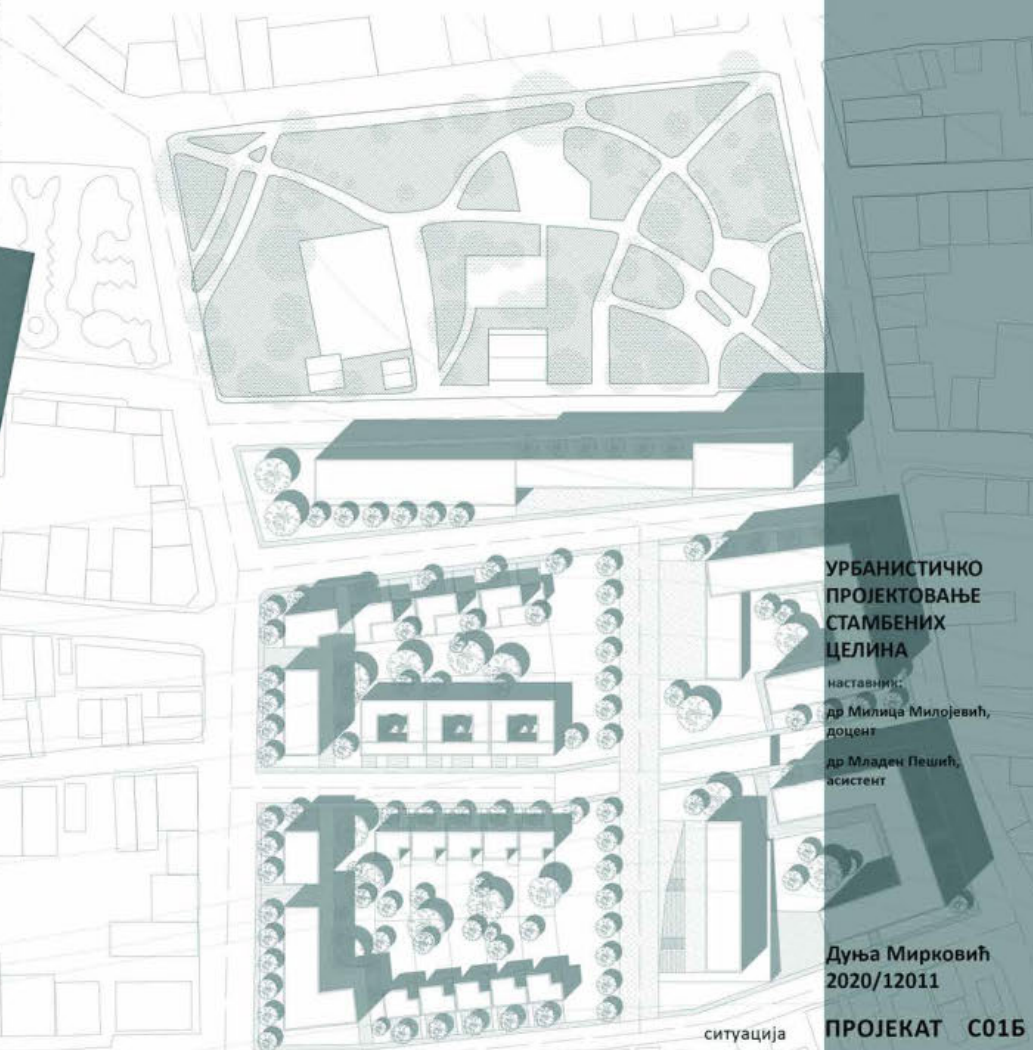 УРБАНИСТИЧКО
ПРОЈЕКТОВАЊЕ
СТАМБЕНИХ
ЦЕЛИНА
наставник:
др Милица Милојевић,
доцент
др Младен Пешић,
асистент
Дуња Мирковић
2020/12011
ситуација
ПРОЈЕКАТ С01Б